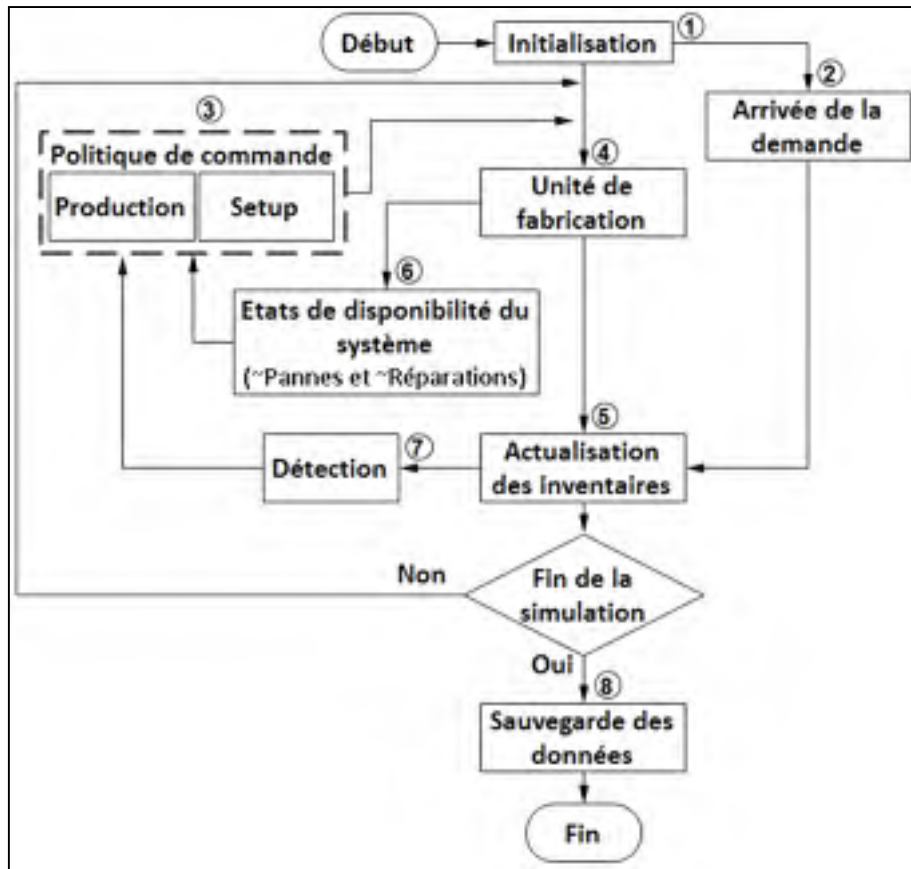 Début
Initialisation
①
②
Arrivée de la
demande
③
Politique de commande
Production
Setup
④
Unité de
fabrication
⑥
Etats de disponibilité du
système
(~Pannes et ~Réparations)
⑤
Actualisation
des inventaires
⑦
Détection
Non
Fin de la
simulation
Oui
⑧
Sauvegarde des
données
Fin